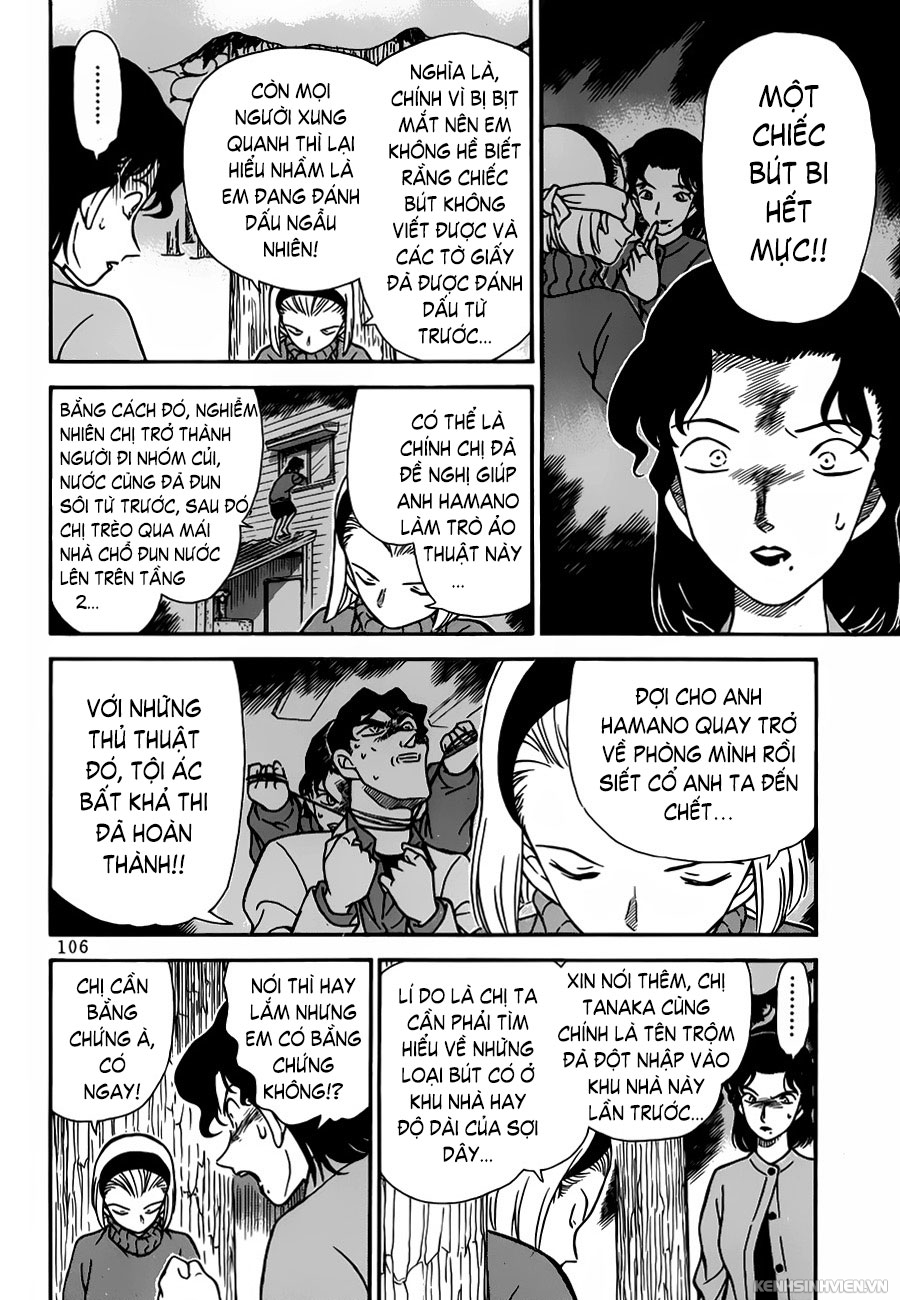 MỘT
CHIẾC
BÚT BI
HẾT
MỰC!!
NGHĨA LÀ,
CHÍNH VÌ BỊ BỊT
MẮT NÊN EM
KHÔNG HỀ BIẾT
RẰNG CHIẾC
BÚT KHÔNG
VIẾT ĐƯỢC VÀ
CÁC TỜ GIẤY
ĐÃ ĐƯỢC ĐÁNH
DẤU TỪ
TRƯỚC...
CÒN MỌI
NGƯỜI XUNG
QUANH THÌ LẠI
HIỂU NHẦM LÀ
EM ĐANG ĐÁNH
DẤU NGẪU
NHIÊN!
........
CÓ THỂ LÀ
CHÍNH CHỊ ĐÃ
ĐỀ NGHỊ GIÚP
ANH HAMANO
LÀM TRÒ ẢO
THUẬT NÀY
...
BẰNG CÁCH ĐÓ, NGHIỄM
NHIÊN CHỊ TRỞ THÀNH
NGƯỜI ĐI NHÓM CỦI,
NƯỚC CŨNG ĐÃ ĐUN
SÔI TỪ TRƯỚC, SAU ĐÓ
CHỊ TRÈO QUA MÁI
NHÀ CHỔ ĐUN NƯỚC
LÊN TRÊN TẦNG
2...
ĐỢI CHO ANH
HAMANO QUAY TRỞ
VỀ PHÒNG MÌNH RỒI
SIẾT CỔ ANH TA ĐẾN
CHẾT...
VỚI NHỮNG
THỦ THUẬT
ĐÓ, TỘI ÁC
BẤT KHẢ THI
ĐÃ HOÀN
THÀNH!!
106
........
XIN NÓI THÊM, CHỊ
TANAKA CŨNG
CHÍNH LÀ TÊN TRỘM
ĐÃ ĐỘT NHẬP VÀO
KHU NHÀ NÀY
LẦN TRƯỚC...
LÍ DO LÀ CHỊ TA
CẦN PHẢI TÌM
HIỂU VỀ NHỮNG
LOẠI BÚT CÓ Ở
KHU NHÀ HAY
ĐỘ DÀI CỦA SỢI
DÂY...
NÓI THÌ HAY
LẮM NHƯNG
EM CÓ BẰNG
CHỨNG
KHÔNG!?
CHỊ CẦN
BẰNG
CHỨNG À,
CÓ
NGAY!
KENHSINHVIEN.VN